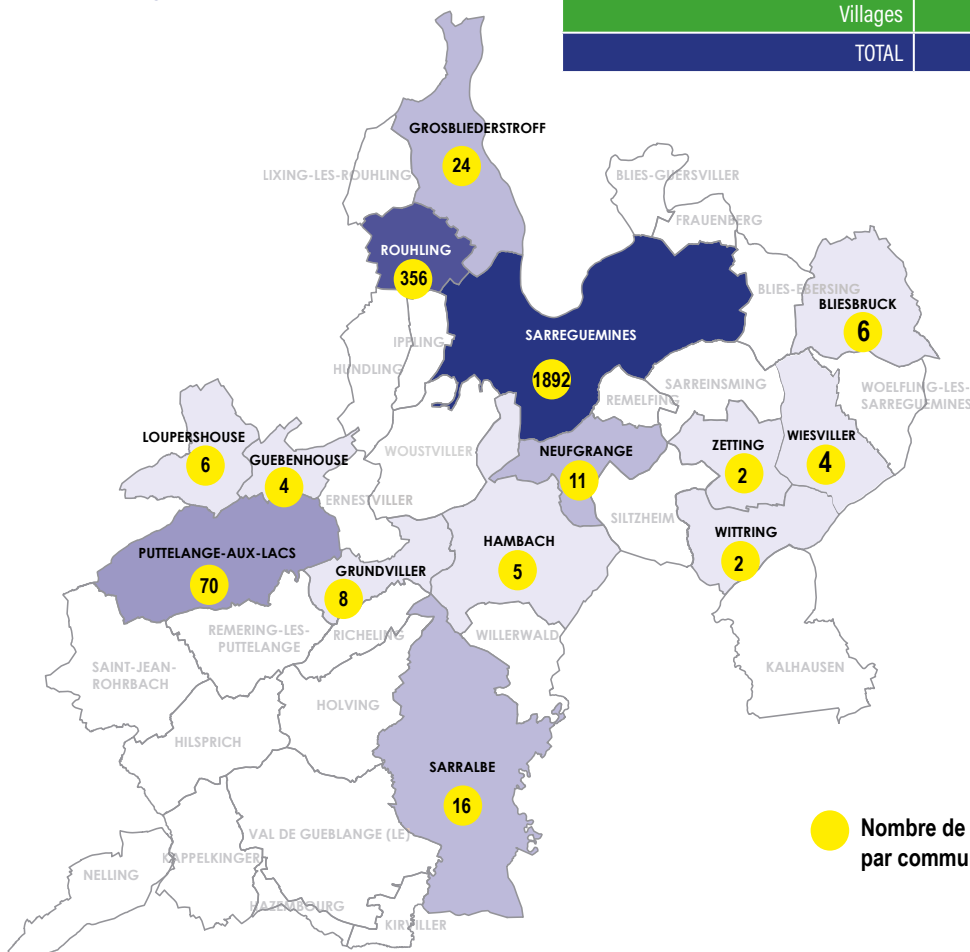 Villages
TOTAL
GROSBLIEDERSTROFF
24
LIXING-LES-ROUHLING
BLIES-GUERSVILLER
FRAUENBERG
ROUHLING
356
BLIES-EBERSING
BLIESBRUCK
6
SARREGUEMINES
1892
IPPLING
HUNDLING
SARREINSMING
REMELFING
WOELFLING-LES-
SARREGUEMINES
LOUPERSHOUSE
6
GUEBENHOUSE
4
WOUSTVILLER
NEUFGRANGE
11
ZETTING
2
WIESVILLER
4
ERNESTVILLER
SILTZHEIM
WITTRING
2
PUTTELANGE-AUX-LACS
70
GRUNDVILLER
8
HAMBACH
5
REMERING-LES-
PUTTELANGE
RICHELING
WILLERWALD
SAINT-JEAN-
ROHRBACH
KALHAUSEN
HOLVING
HILSPRICH
SARRALBE
16
VAL DE GUEBLANGE (LE)
KAPPELKINGER
NELLING
HAZEMBOURG
KIRVILLER
Nombre de
par commu